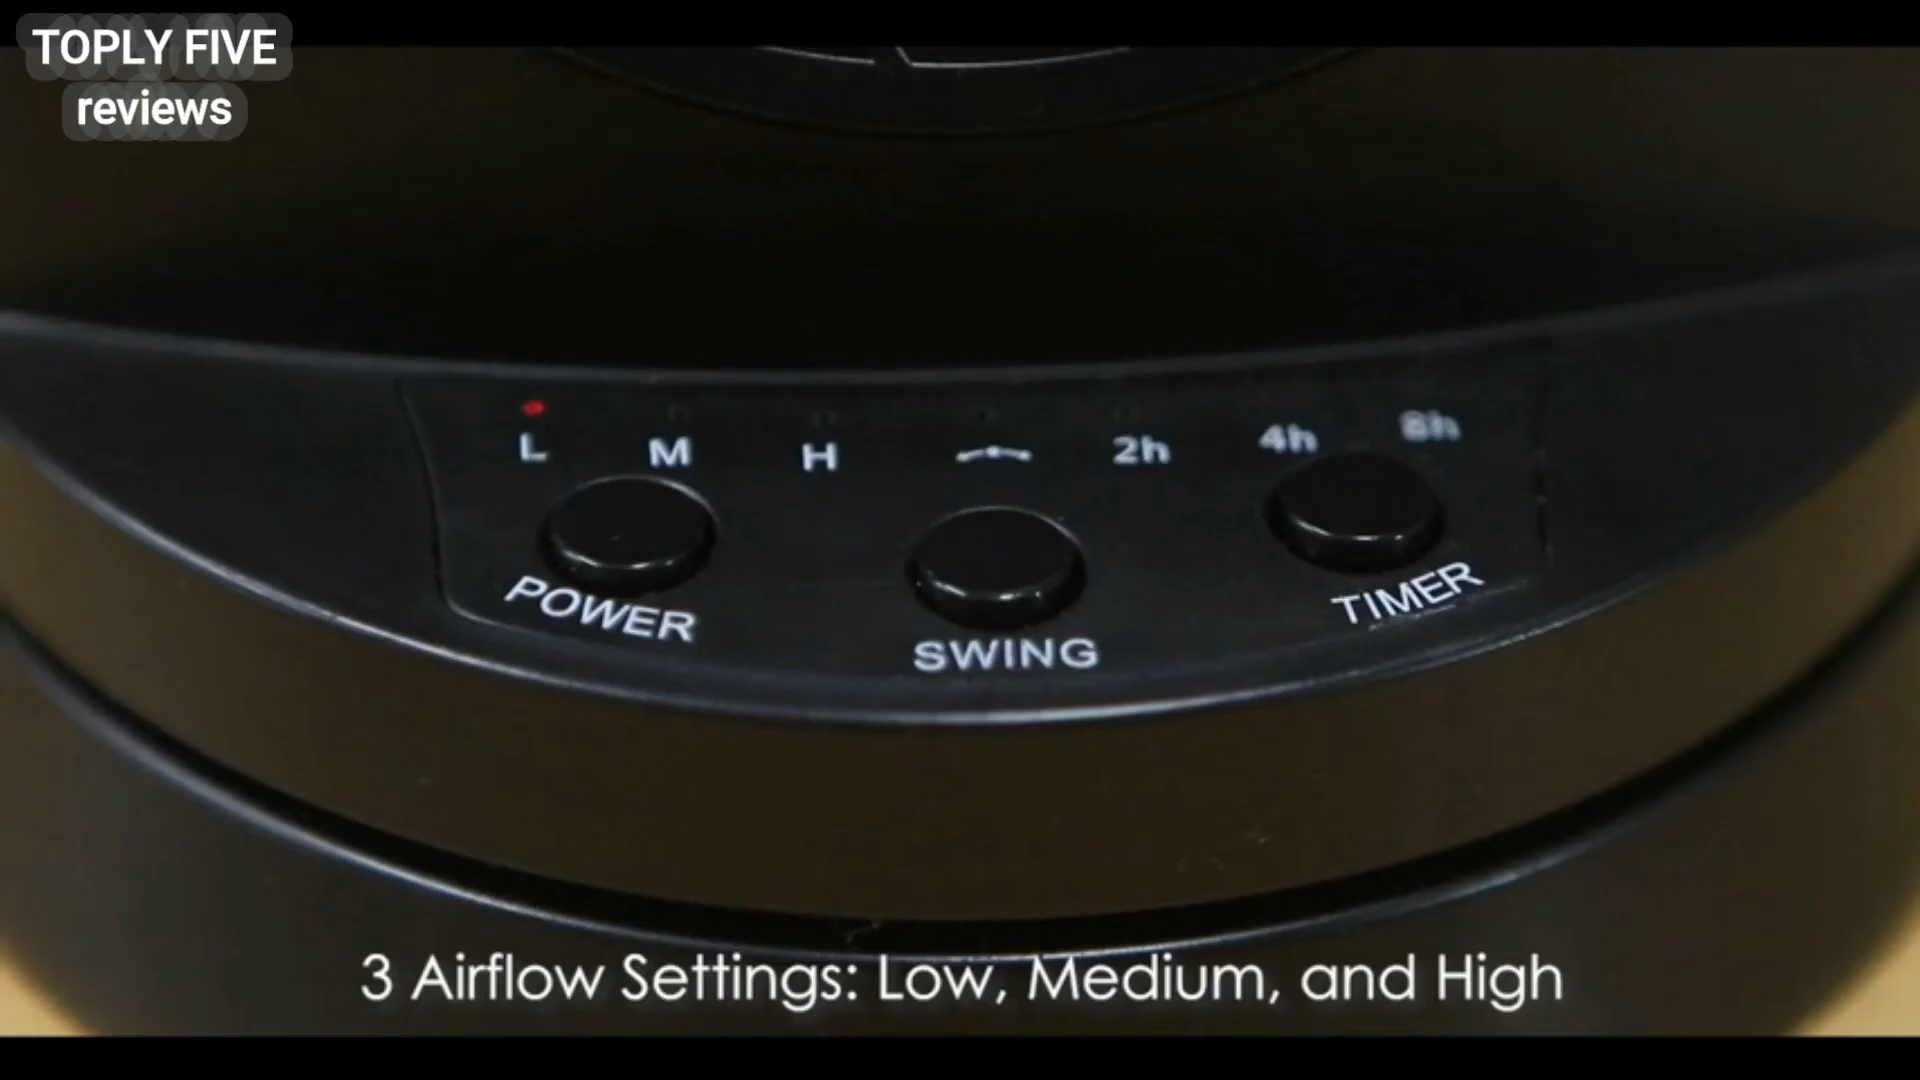 TOPLY FIVE
reviews
L M H 2h 4h 8h
POWER SWING TIMER
3 Airflow Settings: Low, Medium, and High